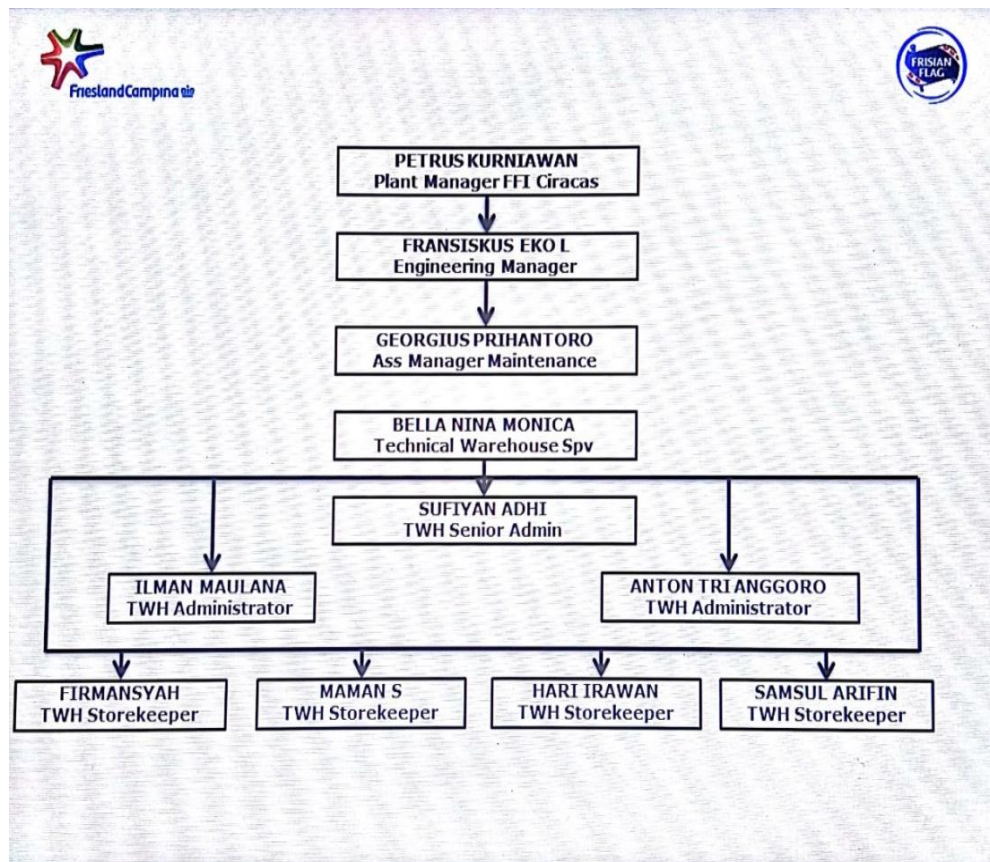 FrieslandCampina
FRISIAN
FLAG
PETRUS KURNIAWAN
Plant Manager FFI Ciracas
FRANSISKUS EKO L
Engineering Manager
GEORGIUS PRIHANTORO
Ass Manager Maintenance
BELLA NINA MONICA
Technical Warehouse Spv
SUFIYAN ADHI
TWH Senior Admin
ILMAN MAULANA
TWH Administrator
ANTON TRI ANGGORO
TWH Administrator
FIRMANSYAH
TWH Storekeeper
MAMAN S
TWH Storekeeper
HARI IRAWAN
TWH Storekeeper
SAMSUL ARIFIN
TWH Storekeeper